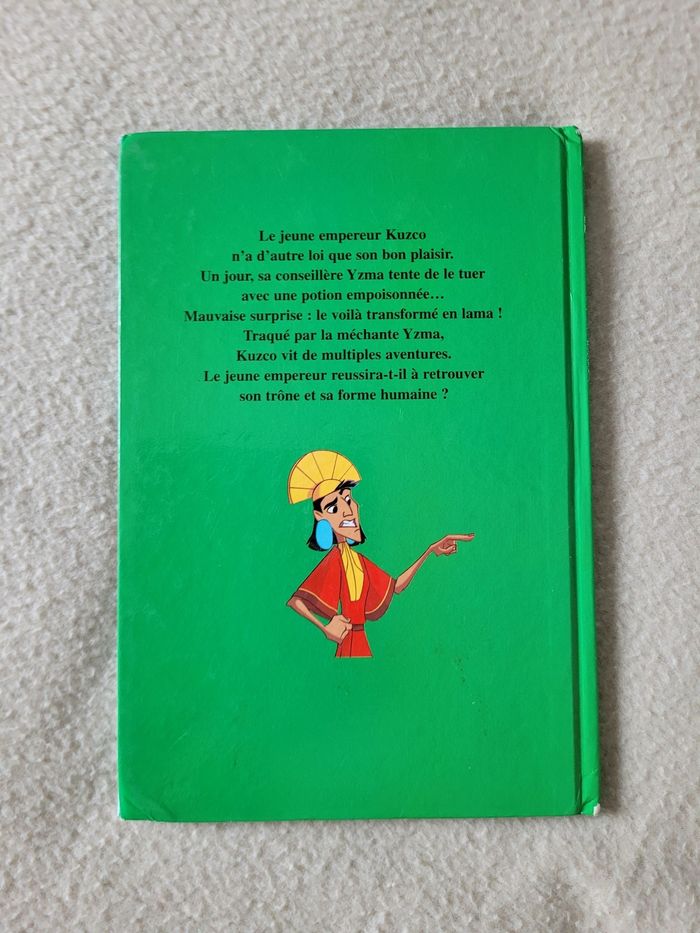 Le jeune empereur Kuzco
n'a d'autre loi que son bon plaisir.
Un jour, sa conseillère Yzma tente de le tuer
avec une potion empoisonnée…
Mauvaise surprise : le voilà transformé en lama !
Traqué par la méchante Yzma,
Kuzco vit de multiples aventures.
Le jeune empereur reussira-t-il à retrouver
son trône et sa forme humaine ?